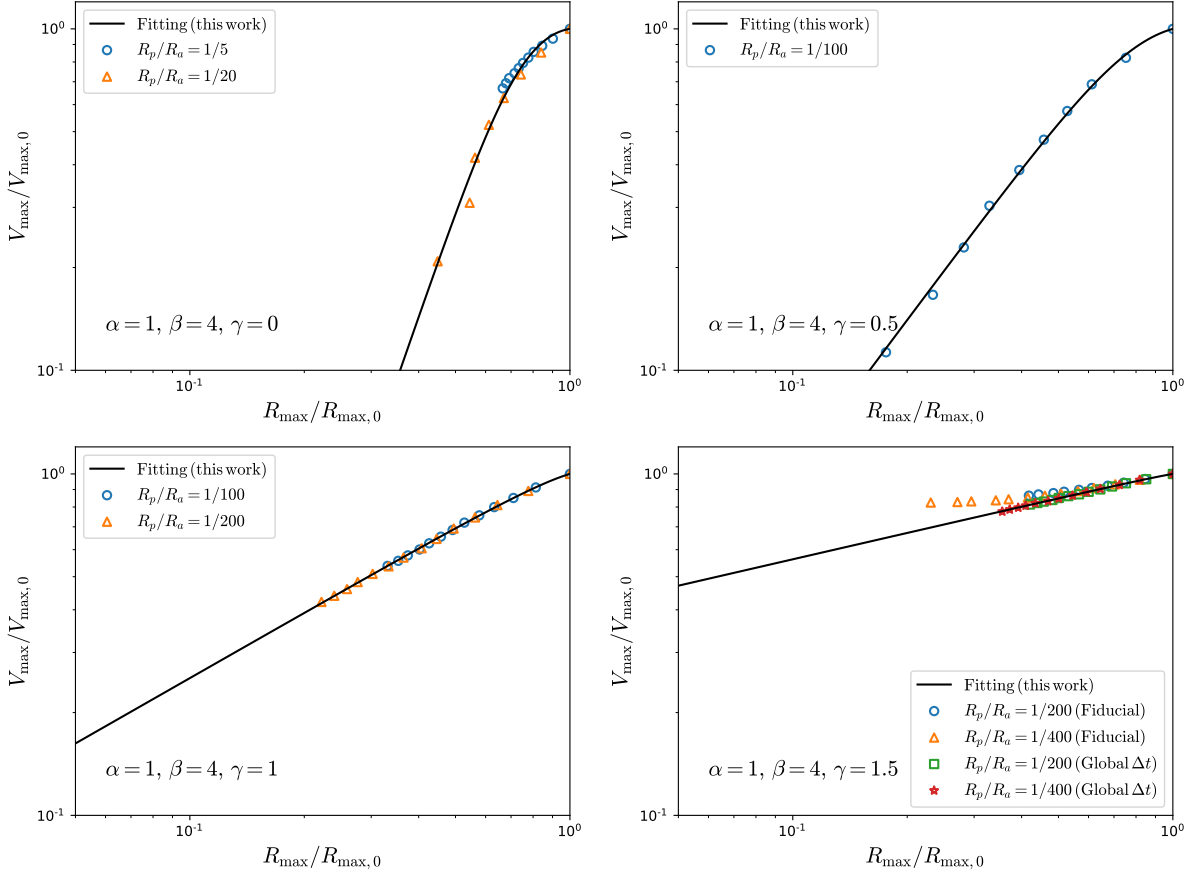 Fitting (this work)
R_p/R_a = 1/5
R_p/R_a = 1/20
10^0
10^-1
V_max/V_max,0
α = 1, β = 4, γ = 0
10^-1
10^0
R_max/R_max,0
Fitting (this work)
R_p/R_a = 1/100
10^0
10^-1
V_max/V_max,0
α = 1, β = 4, γ = 0.5
10^-1
10^0
R_max/R_max,0
Fitting (this work)
R_p/R_a = 1/100
R_p/R_a = 1/200
10^0
10^-1
V_max/V_max,0
α = 1, β = 4, γ = 1
10^-1
10^0
R_max/R_max,0
10^0
10^-1
V_max/V_max,0
Fitting (this work)
R_p/R_a = 1/200 (Fiducial)
R_p/R_a = 1/400 (Fiducial)
R_p/R_a = 1/200 (Global Δt)
R_p/R_a = 1/400 (Global Δt)
α = 1, β = 4, γ = 1.5
10^-1
10^0
R_max/R_max,0